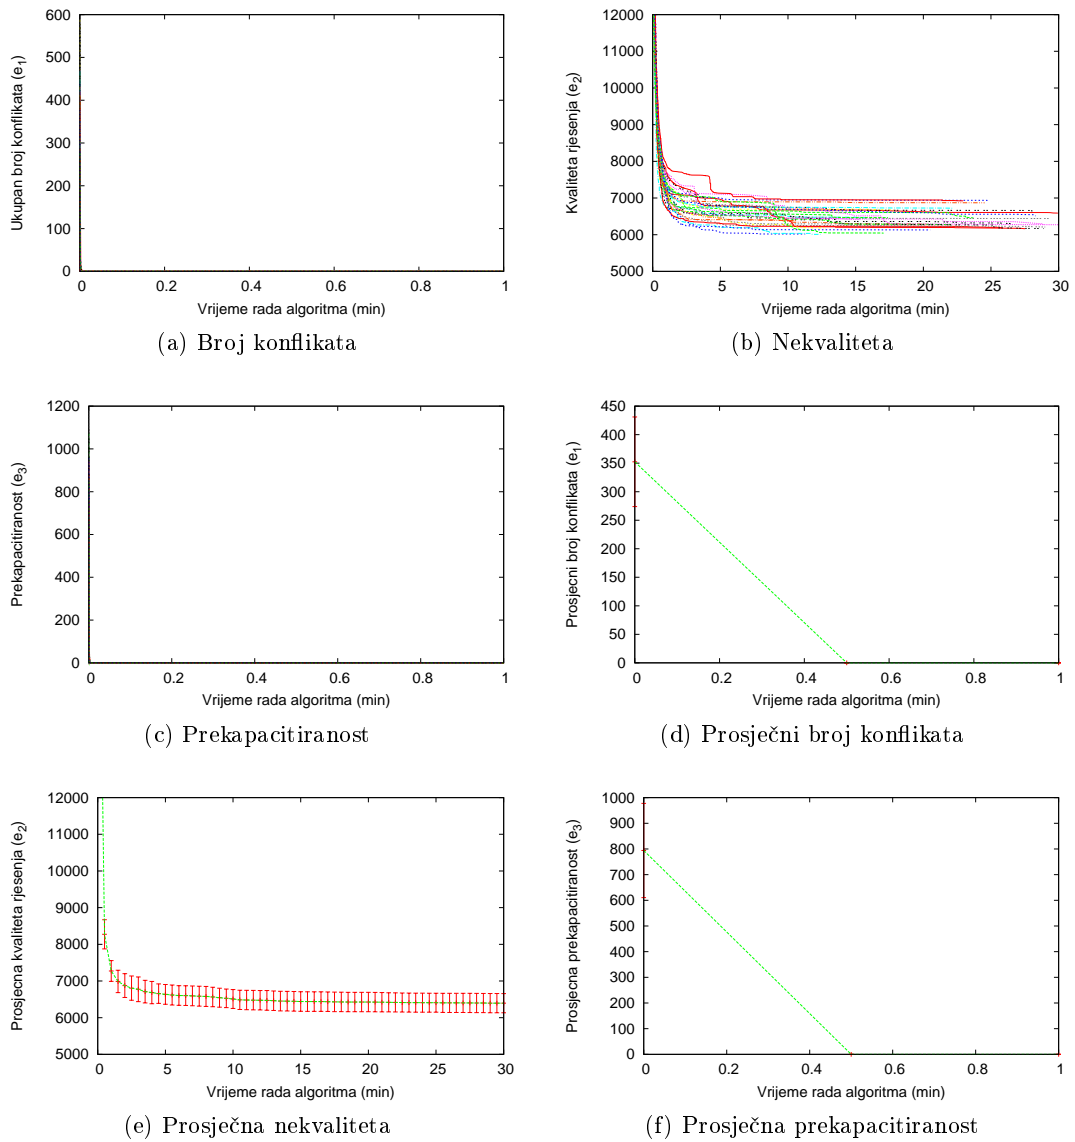 600
500
400
300
200
100
0
Ukupan broj konflikata (e1)
0 0.2 0.4 0.6 0.8 1
Vrijeme rada algoritma (min)
(a) Broj konflikata
12000
11000
10000
9000
8000
7000
6000
5000
Kvaliteta rjesenja (e2)
0 5 10 15 20 25 30
Vrijeme rada algoritma (min)
(b) Nekvaliteta
1200
1000
800
600
400
200
0
Prekapacitiranost (e3)
0 0.2 0.4 0.6 0.8 1
Vrijeme rada algoritma (min)
(c) Prekapacitiranost
450
400
350
300
250
200
150
100
50
0
Prosjecni broj konflikata (e1)
0 0.2 0.4 0.6 0.8 1
Vrijeme rada algoritma (min)
(d) Prosječni broj konflikata
12000
11000
10000
9000
8000
7000
6000
5000
Prosjecna kvaliteta rjesenja (e2)
0 5 10 15 20 25 30
Vrijeme rada algoritma (min)
(e) Prosječna nekvaliteta
1000
900
800
700
600
500
400
300
200
100
0
Prosjecna prekapacitiranost (e3)
0 0.2 0.4 0.6 0.8 1
Vrijeme rada algoritma (min)
(f) Prosječna prekapacitiranost